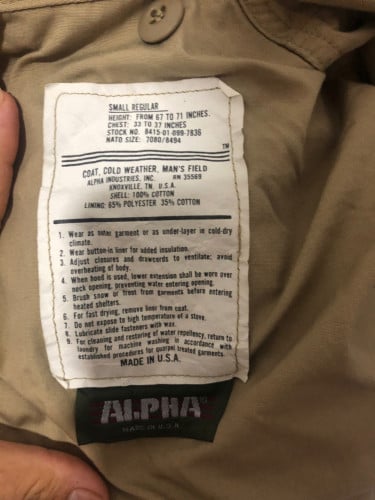 SMALL REGULAR
HEIGHT: FROM 67 TO 71 INCHES.
CHEST: 33 TO 37 INCHES
STOCK NO. 8415-01-099-7836
NATO SIZE: 7080/8494
TM
COAT, COLD WEATHER, MAN'S FIELD
ALPHA INDUSTRIES, INC. RN 35569
KNOXVILLE, TN U.S.A.
SHELL: 100% COTTON
LINING: 65% POLYESTER 35% COTTON
1. Wear as outer garment or as under-layer in cold-dry
climate.
2. Wear button-in liner for added insulation.
3. Adjust closures and drawcords to ventilate; avoid
overheating of body.
4. When hood is used, lower extension shall be worn over
neck opening, preventing water entering opening.
5. Brush snow or frost from garments before entering
heated shelters.
6. For fast drying, remove liner from coat.
7. Do not expose to high temperature of a stove.
8. Lubricate slide fasteners with wax.
9. For cleaning and restoring of water repellency, return to
laundry for machine washing in accordance with
established procedures for quarpel treated garments.
MADE IN U.S.A.
ALPHA
MADE IN U.S.A.